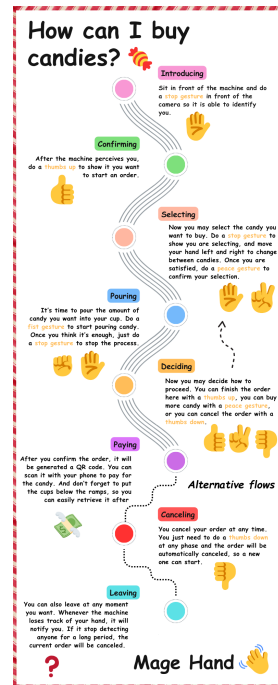 How can I buy
candies?
Introducing
Sit in front of the machine and do
a stop gesture in front of the
camera so it is able to identify
you.
Confirming
After the machine perceives you,
do a thumbs up to show it you want
to start an order.
Selecting
Now you may select the candy you
want to buy. Do a stop gesture to
show you are selecting, and move
your hand left and right to change
between candies. Once you are
satisfied, do a peace gesture to
confirm your selection.
Pouring
It's time to pour the amount of
candy you want into your cup. Do a
fist gesture to start pouring candy.
Once you think it's enough, just do
a stop gesture to stop the process.
Deciding
Now you may decide how to
proceed. You can finish the order
here with a thumbs up, you can buy
more candy with a peace gesture,
or you can cancel the order with a
thumbs down.
Paying
After you confirm the order, it will
be generated a QR code. You can
scan it with your phone to pay for
the candy. And don't forget to put
the cups below the ramps, so you
can easily retrieve it after
Alternative flows
Canceling
You cancel your order at any time.
You just need to do a thumbs down
at any phase and the order will be
automatically canceled, so a new
one can start.
Leaving
You can also leave at any moment
you want. Whenever the machine
loses track of your hand, it will
notify you. If it stop detecting
anyone for a long period, the
current order will be canceled.
Mage Hand